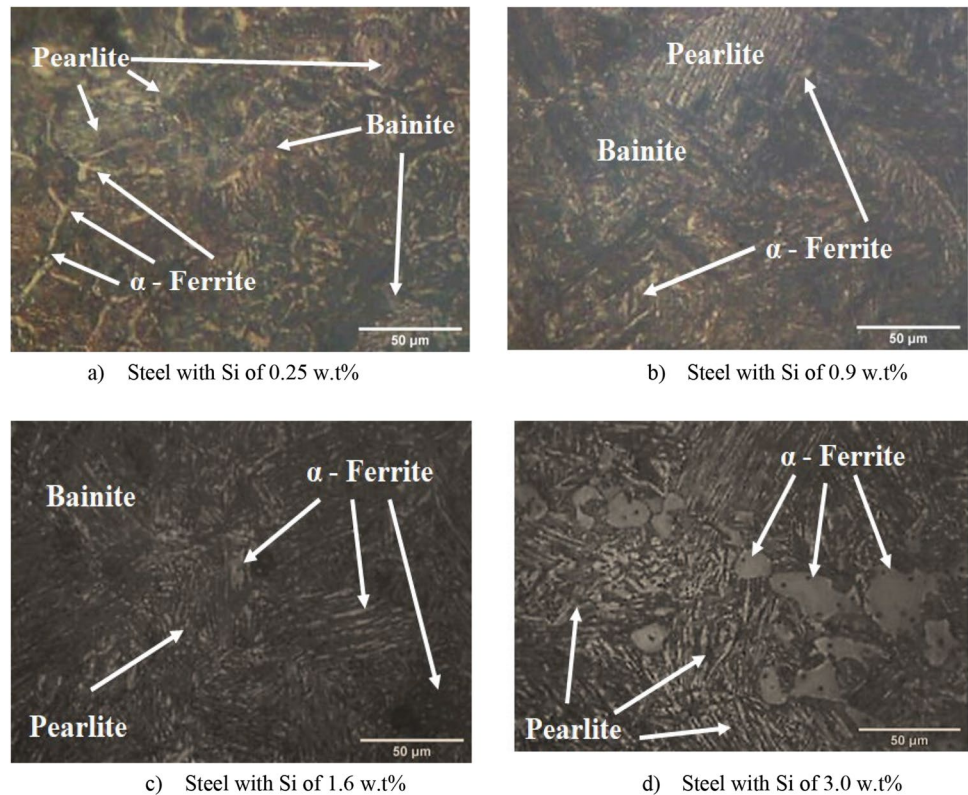 Pearlite
Bainite
α - Ferrite
50 µm
a) Steel with Si of 0.25 w.t%
Pearlite
Bainite
α - Ferrite
50 µm
b) Steel with Si of 0.9 w.t%
α - Ferrite
Bainite
Pearlite
50 µm
c) Steel with Si of 1.6 w.t%
α - Ferrite
Pearlite
50 µm
d) Steel with Si of 3.0 w.t%